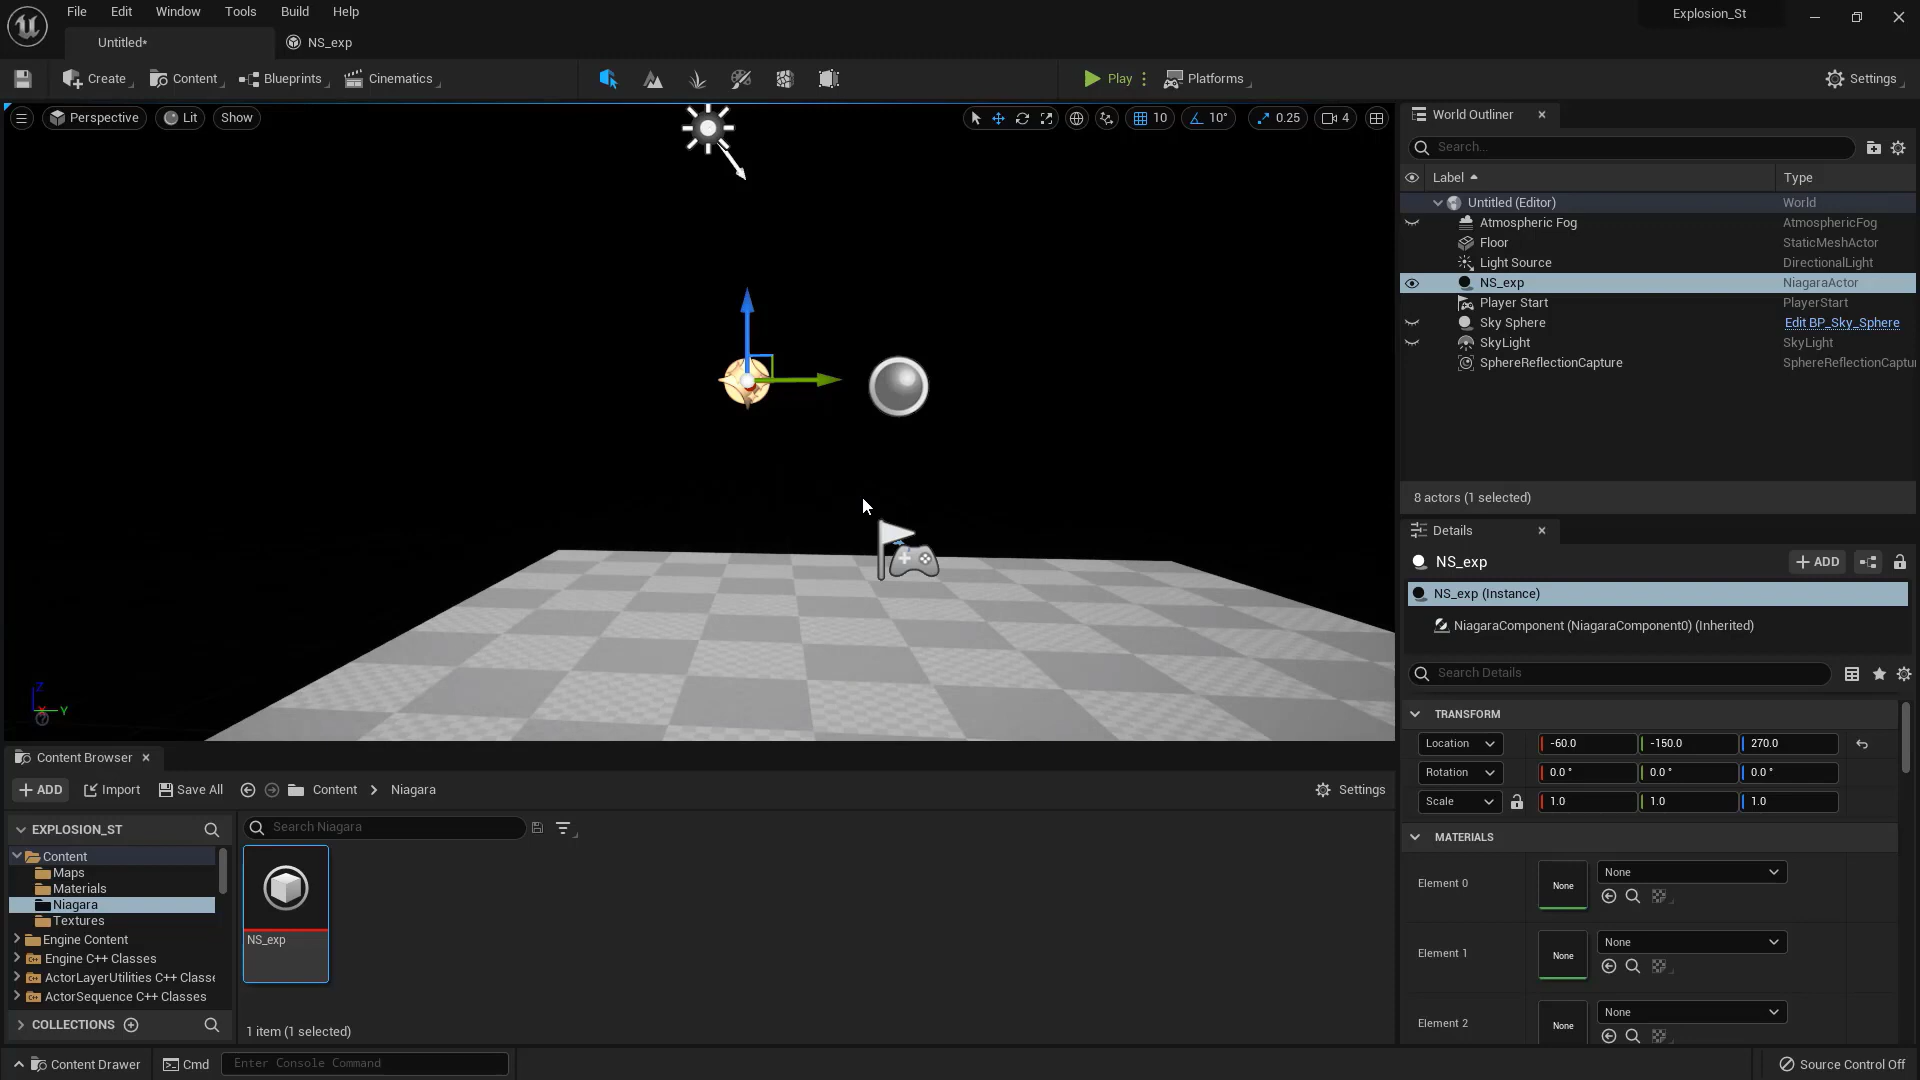 File Edit Window Tools Build Help
Explosion_St
Untitled*
NS_exp
Create
Content
Blueprints
Cinematics
Play
Platforms
Settings
Perspective
Lit
Show
10
10°
0.25
4
World Outliner
Search...
Label
Type
Untitled (Editor)
World
Atmospheric Fog
AtmosphericFog
Floor
StaticMeshActor
Light Source
DirectionalLight
NS_exp
NiagaraActor
Player Start
PlayerStart
Sky Sphere
Edit BP_Sky_Sphere
SkyLight
SkyLight
SphereReflectionCapture
SphereReflectionCaptu
8 actors (1 selected)
Details
NS_exp
+ ADD
NS_exp (Instance)
NiagaraComponent (NiagaraComponent0) (Inherited)
Search Details
TRANSFORM
Location
-60.0
-150.0
270.0
Rotation
0.0 °
0.0 °
0.0 °
Scale
1.0
1.0
1.0
MATERIALS
Element 0
None
None
Element 1
None
None
Element 2
None
None
Z
X
Y
Content Browser
+ ADD
Import
Save All
Content
Niagara
Settings
EXPLOSION_ST
Search Niagara
Content
Maps
Materials
Niagara
Textures
Engine Content
Engine C++ Classes
ActorLayerUtilities C++ Classe
ActorSequence C++ Classes
COLLECTIONS
NS_exp
1 item (1 selected)
Content Drawer
Cmd
Enter Console Command
Source Control Off